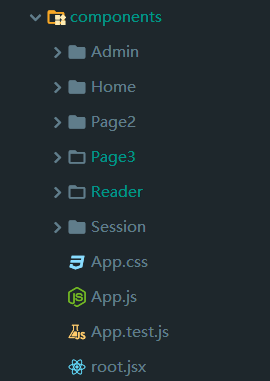 components
Admin
Home
Page2
Page3
Reader
Session
App.css
App.js
App.test.js
root.jsx